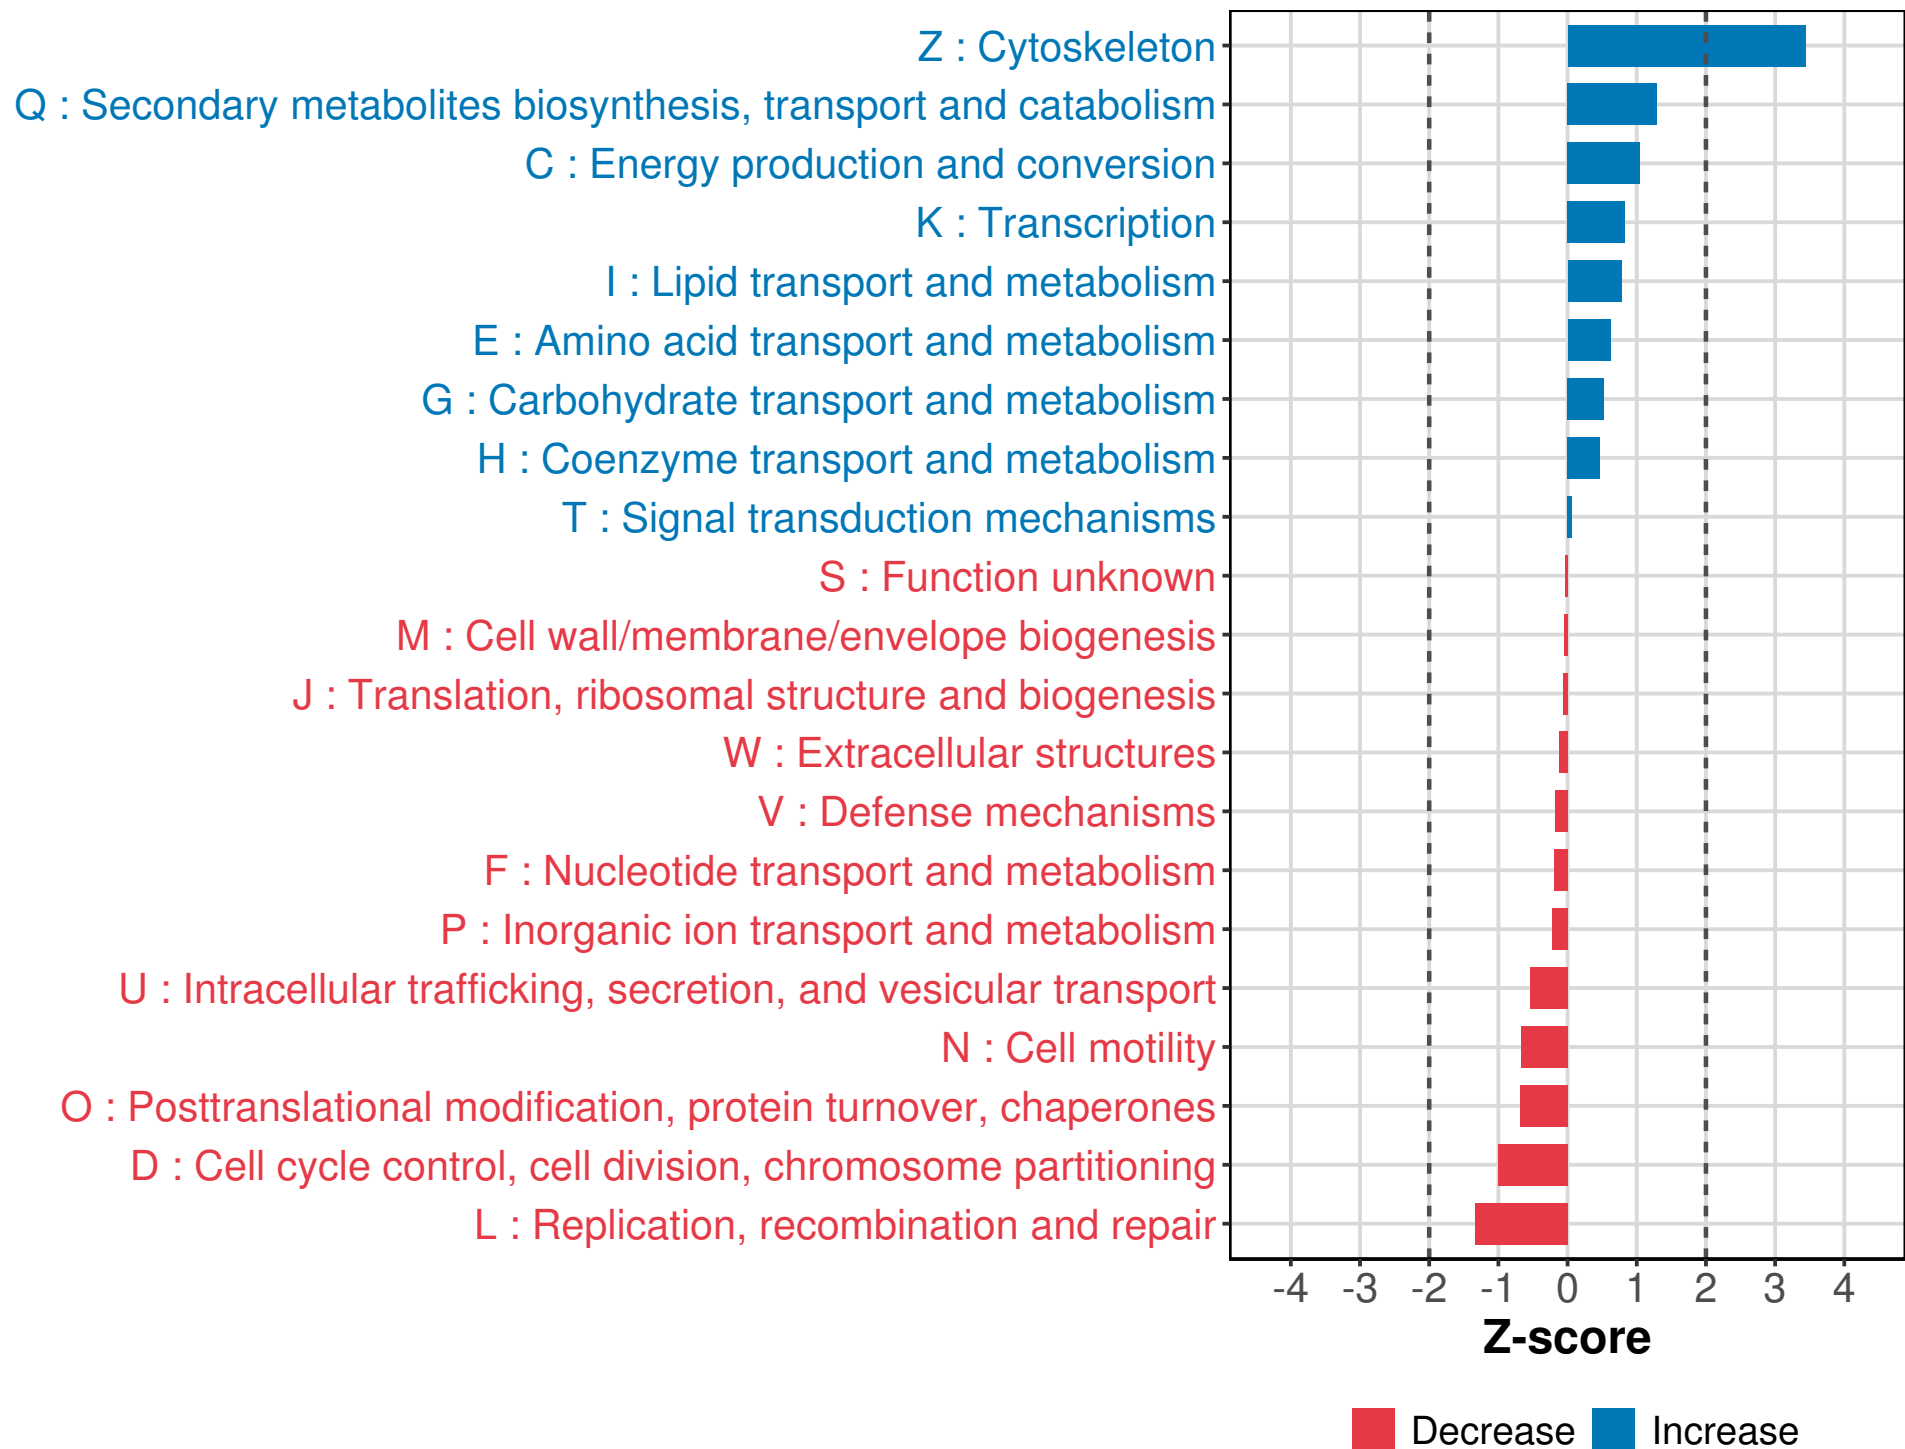 Z : Cytoskeleton
Q : Secondary metabolites biosynthesis, transport and catabolism
C : Energy production and conversion
K : Transcription
I : Lipid transport and metabolism
E : Amino acid transport and metabolism
G : Carbohydrate transport and metabolism
H : Coenzyme transport and metabolism
T : Signal transduction mechanisms
S : Function unknown
M : Cell wall/membrane/envelope biogenesis
J : Translation, ribosomal structure and biogenesis
W : Extracellular structures
V : Defense mechanisms
F : Nucleotide transport and metabolism
P : Inorganic ion transport and metabolism
U : Intracellular trafficking, secretion, and vesicular transport
N : Cell motility
O : Posttranslational modification, protein turnover, chaperones
D : Cell cycle control, cell division, chromosome partitioning
L : Replication, recombination and repair
-4 -3 -2 -1 0 1 2 3 4
Z-score
Decrease Increase